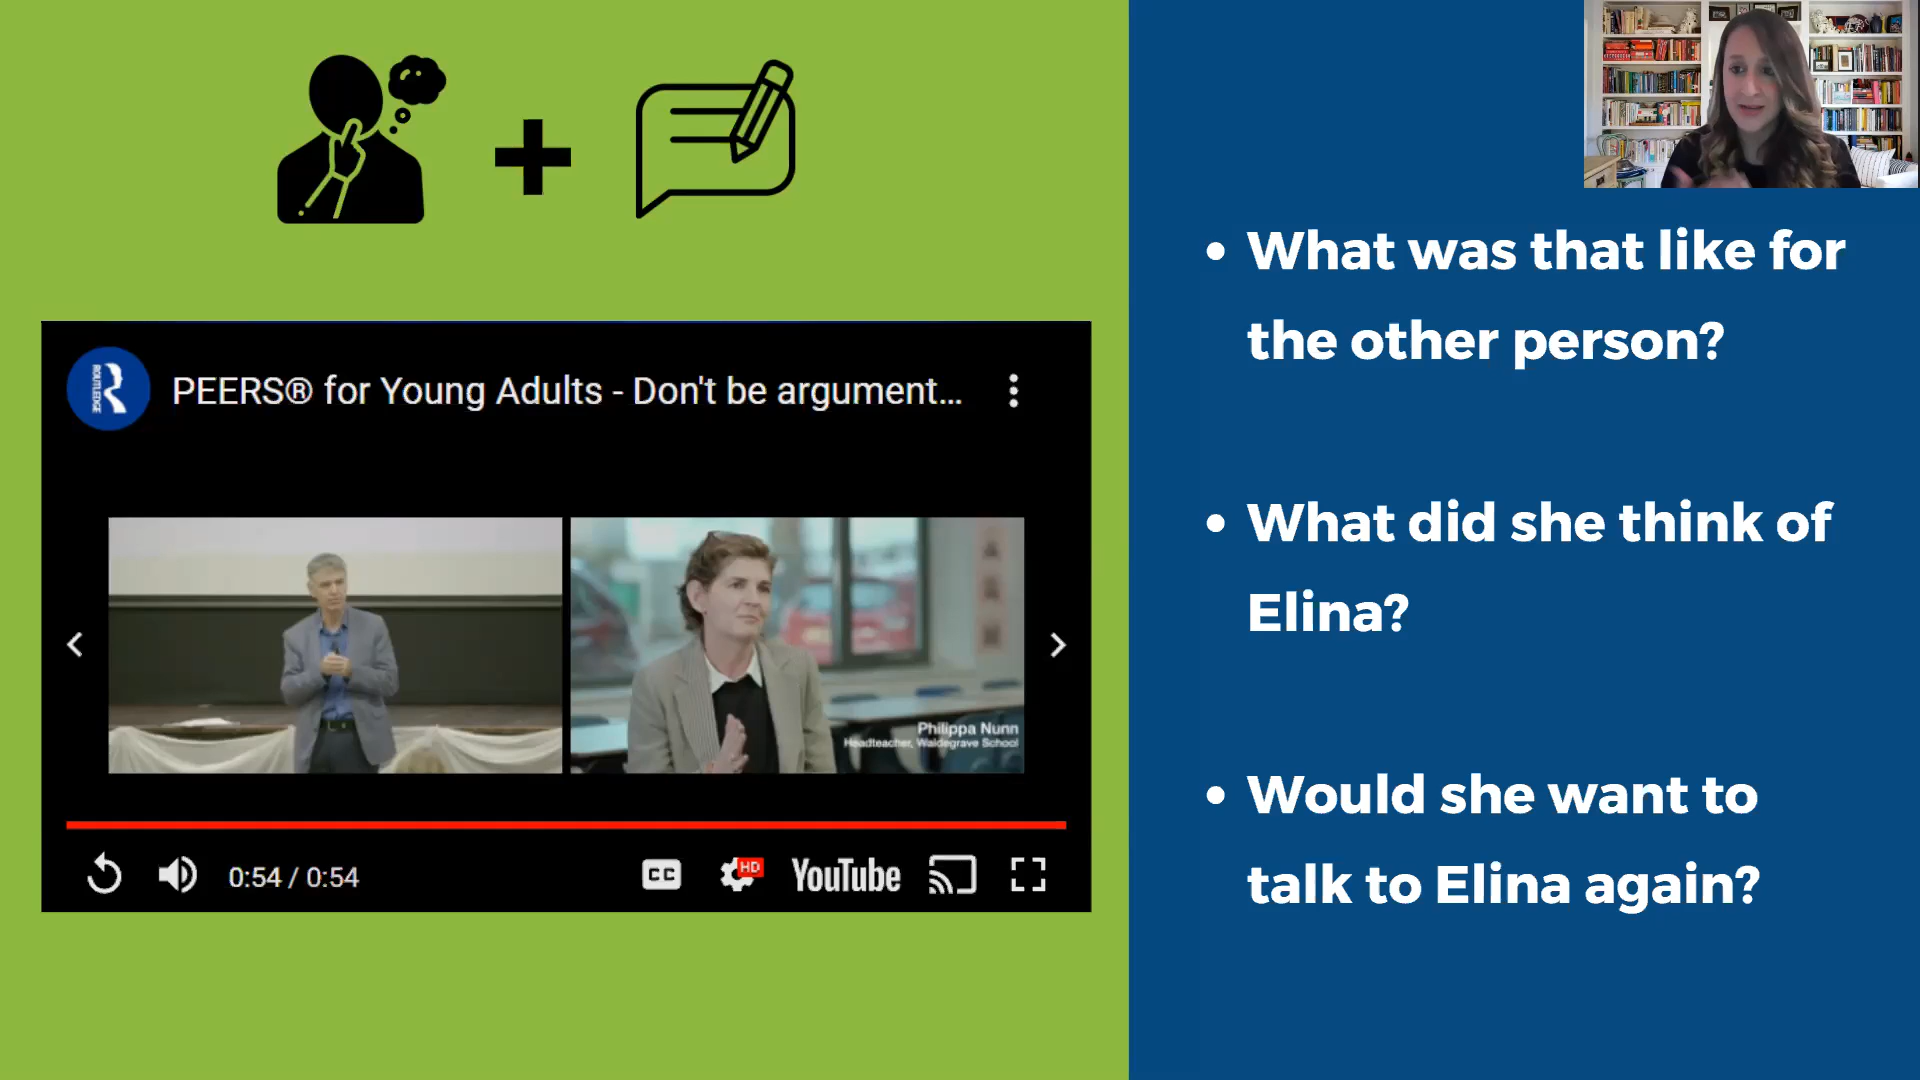 ROUTLEDGE
PEERS® for Young Adults - Don't be argument...
Philippa Nunn
Headteacher, Waldegrave School
0:54 / 0:54
CC
HD
YouTube
• What was that like for
the other person?
• What did she think of
Elina?
• Would she want to
talk to Elina again?